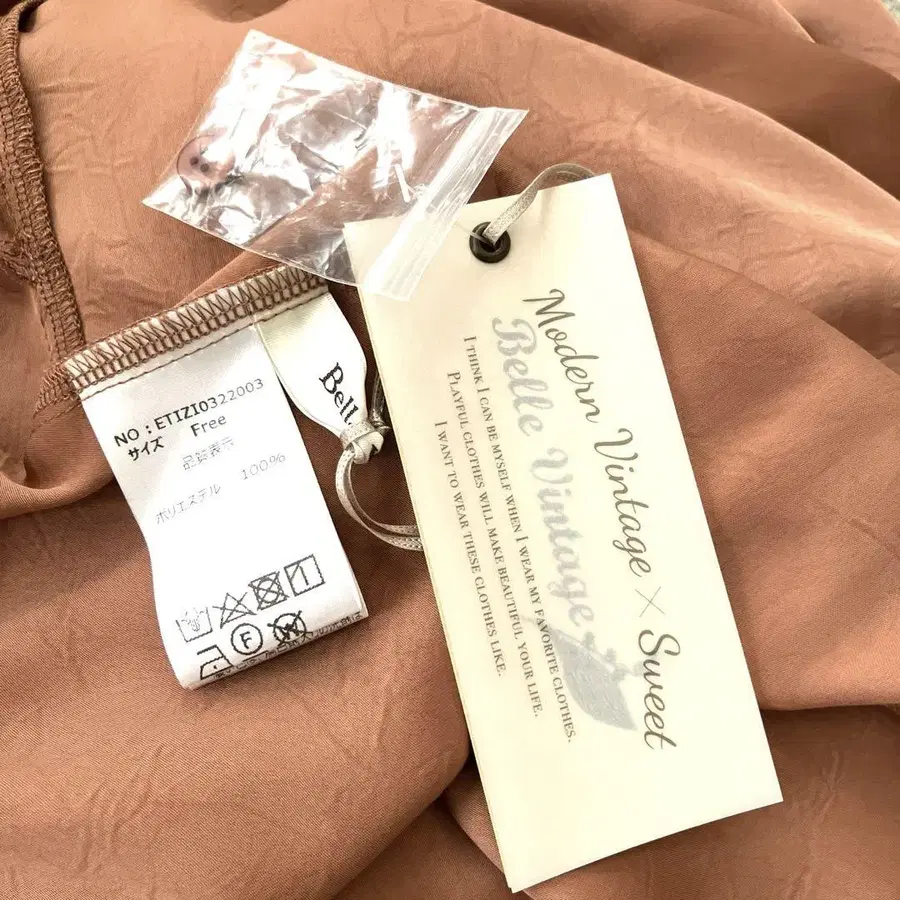 NO : ETIZI0322003
サイズ Free
品質表示
ポリエステル 100%
F
W
Bell
Modern Vintage × Sweet
Belle Vintage
I THINK I CAN BE MYSELF WHEN I WEAR MY FAVORITE CLOTHES.
PLAYFUL CLOTHES WILL MAKE BEAUTIFUL YOUR LIFE.
I WANT TO WEAR THESE CLOTHES LIKE.